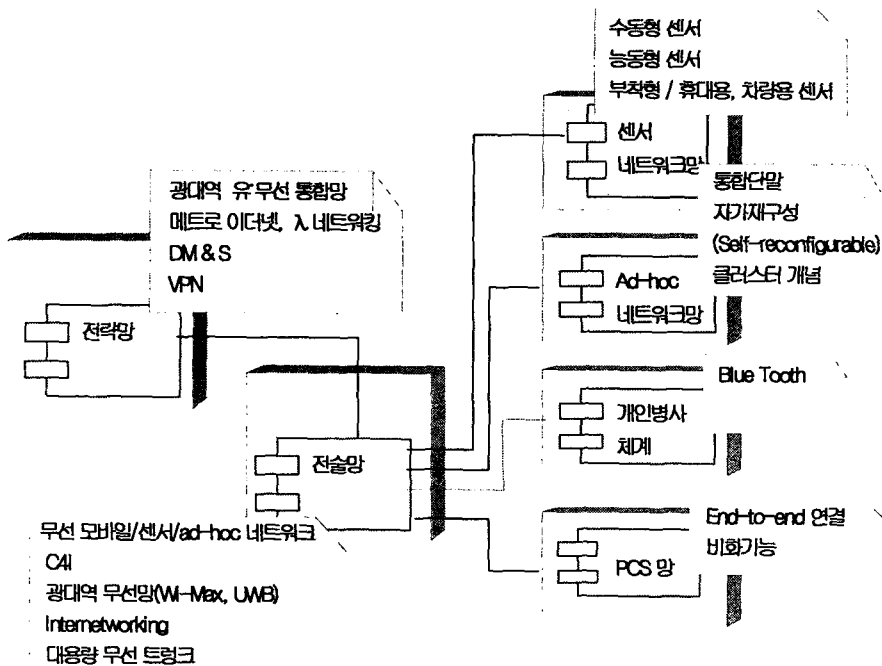 수동형 센서
능동형 센서
부착형 / 휴대용, 차량용 센서
센서
네트워크망
통합단말
자가재구성
(Self-reconfigurable)
클러스터 개념
광대역 유·무선 통합망
메트로 이더넷, λ 네트워킹
DM & S
VPN
전략망
Ad-hoc
네트워크망
Blue Tooth
개인병사
체계
전술망
무선 모바일/센서/ad-hoc 네트워크
C4I
광대역 무선망(Wi-Max, UWB)
Internetworking
대용량 무선 트렁크
End-to-end 연결
비화가능
PCS 망